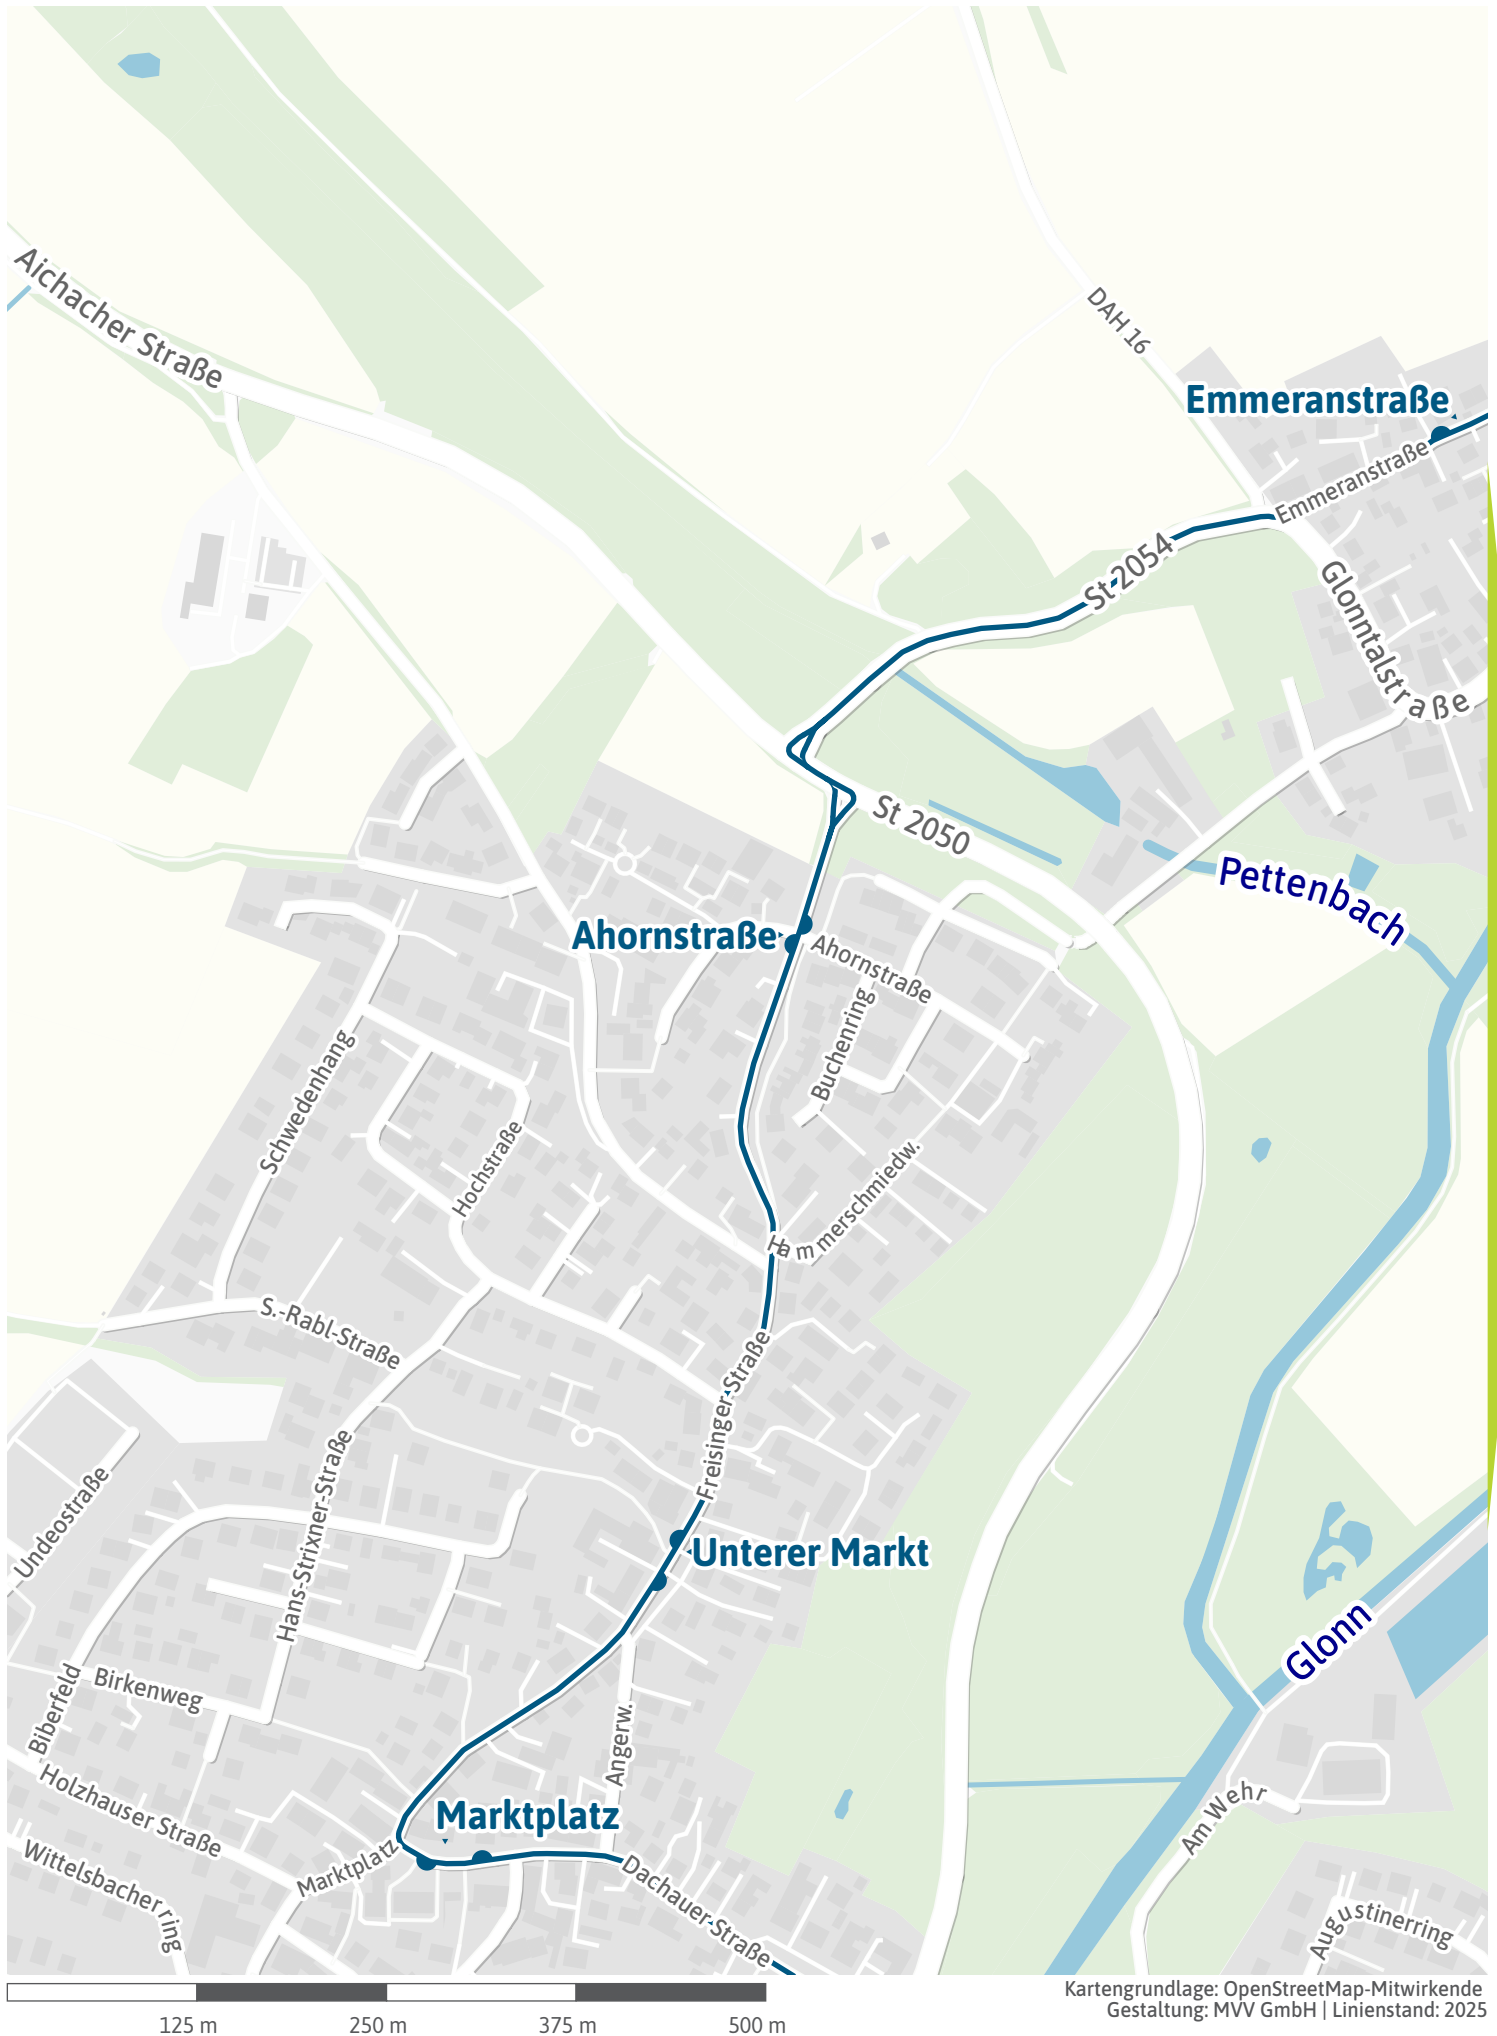 Aichacher Straße
DAH 16
Emmeranstraße
Emmeranstraße
St 2054
Glonntalstraße
St 2050
Pettenbach
Ahornstraße
Ahornstraße
Buchenring
Schwedenhang
Hochstraße
Hammerschmiedw.
S.-Rabl-Straße
Freisinger Straße
Undeostraße
Hans-Strixner-Straße
Unterer Markt
Glonn
Biberfeld
Birkenweg
Angerw.
Holzhauser Straße
Marktplatz
Am Wehr
Wittelsbacherring
Marktplatz
Dachauer Straße
Augustinerring
Kartengrundlage: OpenStreetMap-Mitwirkende
Gestaltung: MVV GmbH | Linienstand: 2025
125 m 250 m 375 m 500 m